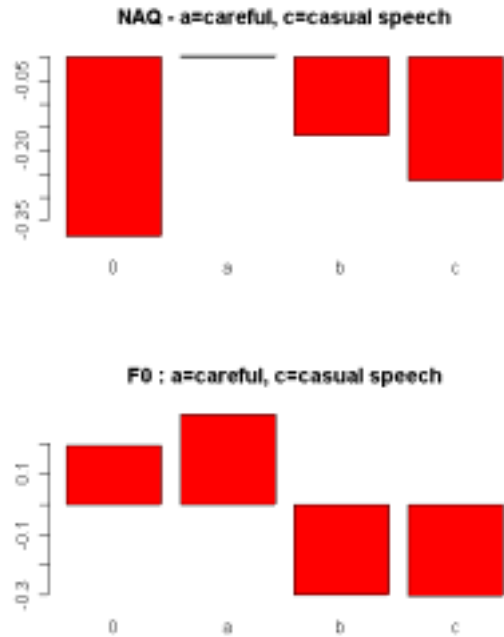 NAQ - a=careful, c=casual speech
-0.05
-0.20
-0.35
0 a b c
F0 : a=careful, c=casual speech
0.1
-0.1
-0.3
0 a b c